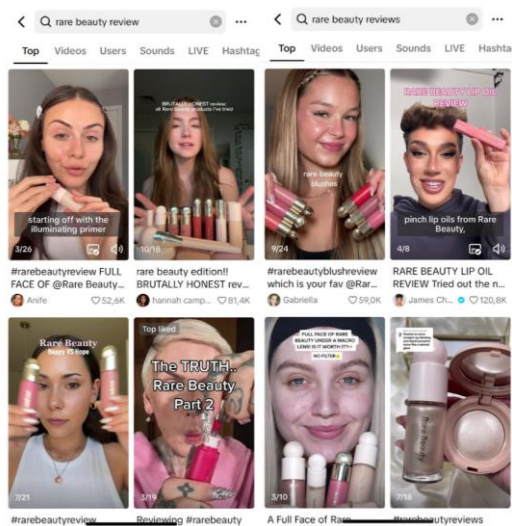 rare beauty review
Top Videos Users Sounds LIVE Hashtag
BRUTALLY HONEST review:
all Rare Beauty products I've tried
starting off with the
illuminating primer
3/26
10/18
#rarebeautyreview FULL
FACE OF @Rare Beauty...
Anife 52,6K
rare beauty edition!!
BRUTALLY HONEST rev...
hannah camp... 81,4K
Rare Beauty
Happy VS Hope
7/21
Top liked
The TRUTH..
Rare Beauty
Part 2
3/19
#rarebeautyreview
Reviewing #rarebeauty
rare beauty reviews
Top Videos Users Sounds LIVE Hashta
rare beauty
blushes
9/24
RARE BEAUTY LIP OIL
REVIEW
pinch lip oils from Rare
Beauty,
4/8
#rarebeautyblushreview
which is your fav @Rar...
Gabriella 59,0K
RARE BEAUTY LIP OIL
REVIEW Tried out the n...
James Ch... 120,8K
FULL FACE OF RARE
BEAUTY UNDER A MACRO
LENS! IS IT WORTH IT?
NO FILTER
3/10
Rare Beauty
7/18
A Full Face of Rare
#rarebeautyreviews